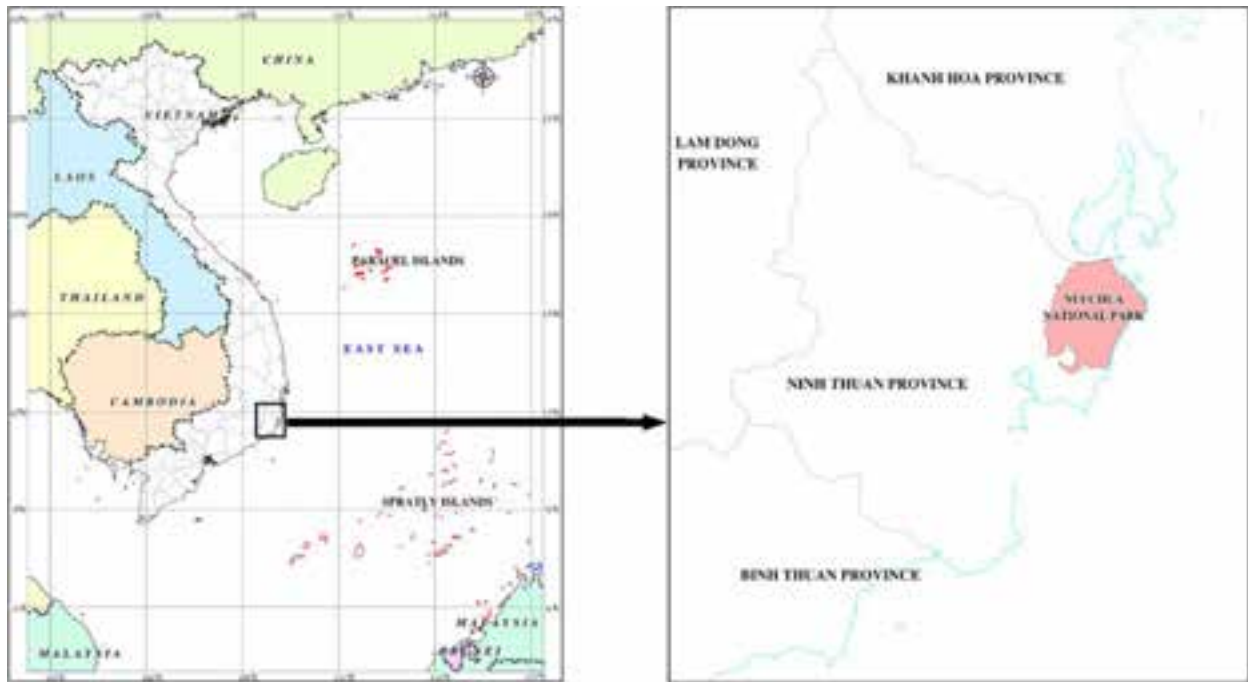 CHINA
VIETNAM
LAOS
THAILAND
CAMBODIA
PARACEL ISLANDS
EAST SEA
SPRATLY ISLANDS
MALAYSIA
MALAYSIA
BRUNEI
KHANH HOA PROVINCE
LAM DONG
PROVINCE
NUI CHUA
NATIONAL PARK
NINH THUAN PROVINCE
BINH THUAN PROVINCE